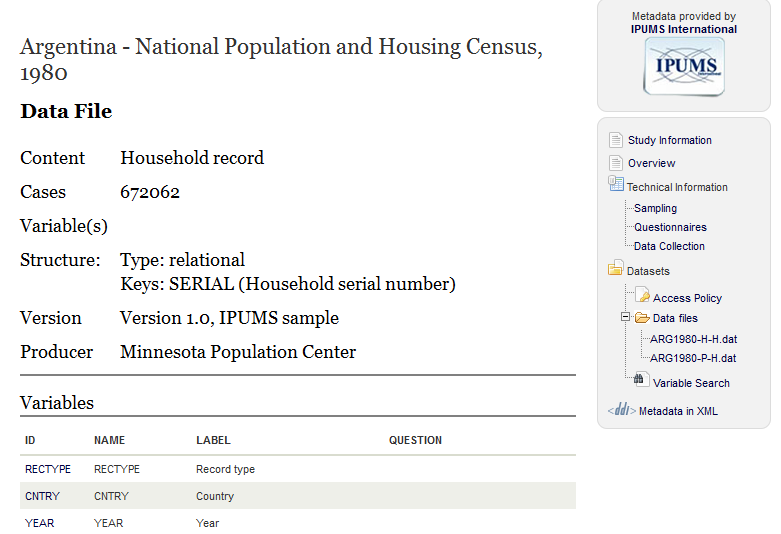 Argentina - National Population and Housing Census,
1980
Data File
Content Household record
Cases 672062
Variable(s)
Structure: Type: relational
Keys: SERIAL (Household serial number)
Version Version 1.0, IPUMS sample
Producer Minnesota Population Center
Variables
ID NAME LABEL QUESTION
RECTYPE RECTYPE Record type
CNTRY CNTRY Country
YEAR YEAR Year
Metadata provided by
IPUMS International
IPUMS
International
Study Information
Overview
Technical Information
Sampling
Questionnaires
Data Collection
Datasets
Access Policy
Data files
ARG1980-H-H.dat
ARG1980-P-H.dat
Variable Search
<ddi> Metadata in XML